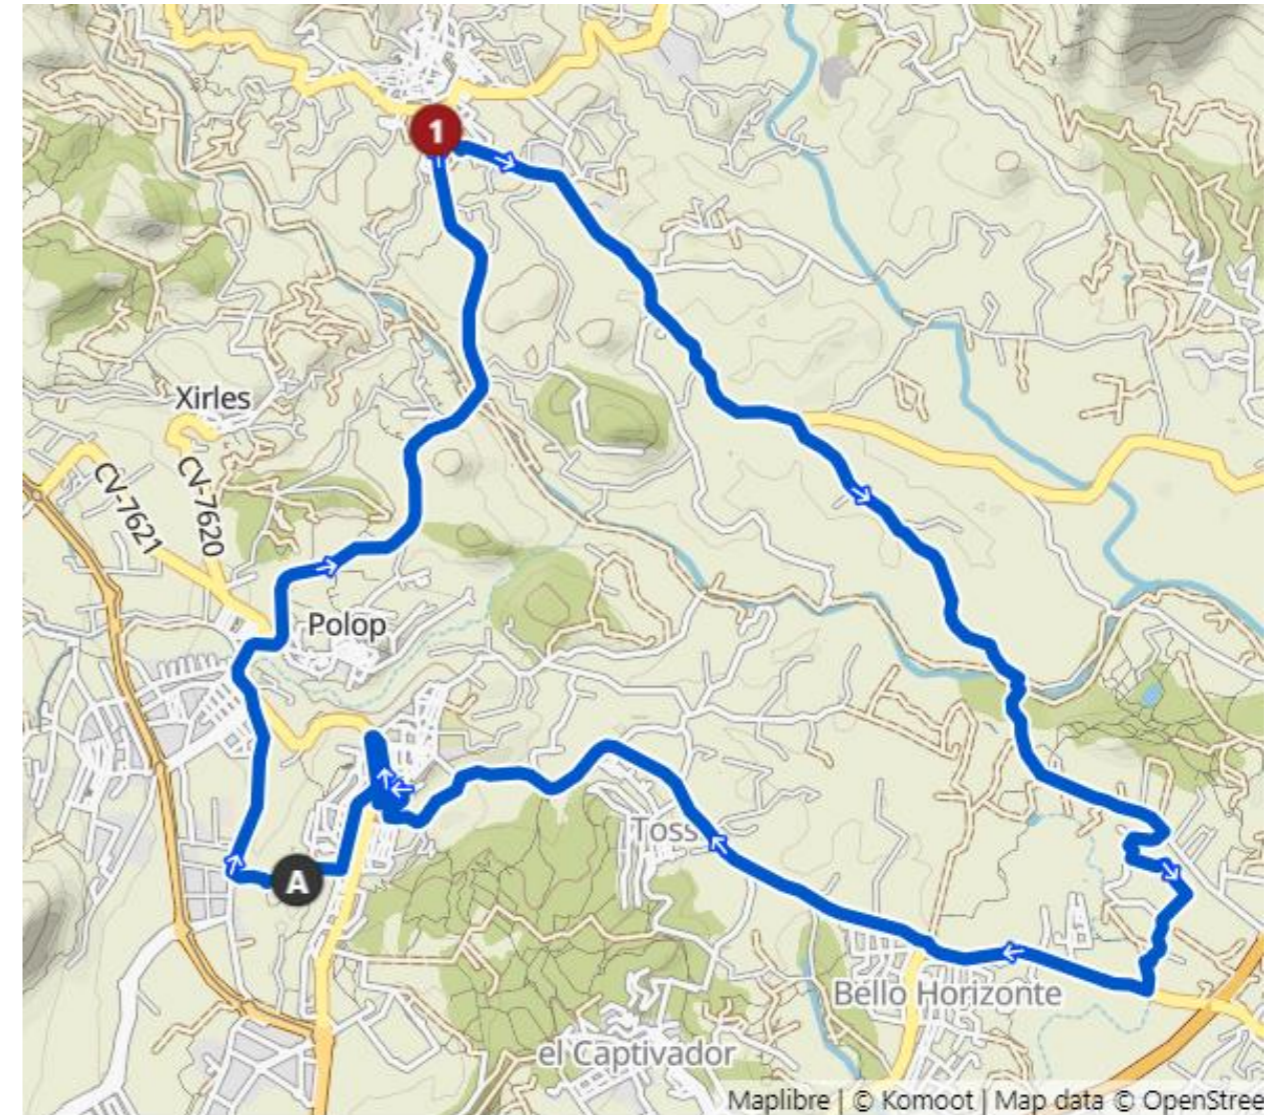 1
Xirles
CV-7621
CV-7620
Polop
A
Toss
Bello Horizonte
el Captivador
Maplibre | © Komoot | Map data © OpenStree